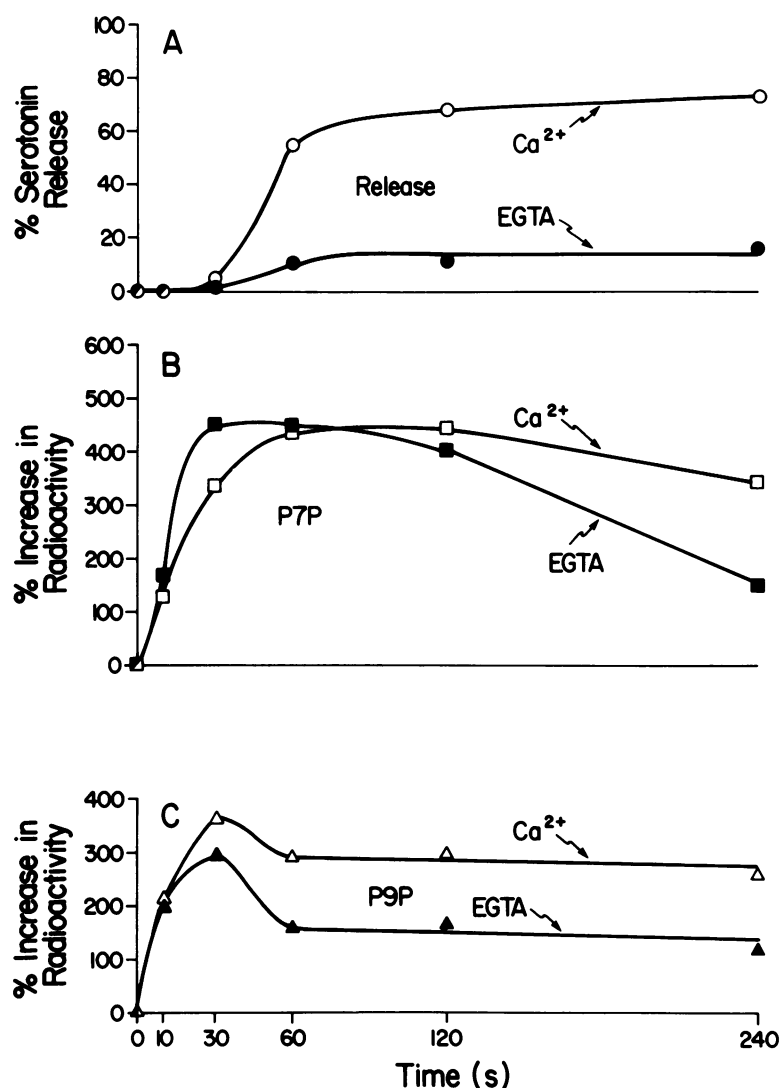 A
100
80
60
40
20
0
% Serotonin
Release
Ca²⁺
Release
EGTA
B
600
500
400
300
200
100
0
% Increase in
Radioactivity
Ca²⁺
P7P
EGTA
C
400
300
200
100
0
% Increase in
Radioactivity
Ca²⁺
P9P
EGTA
0 10 30 60 120 240
Time (s)